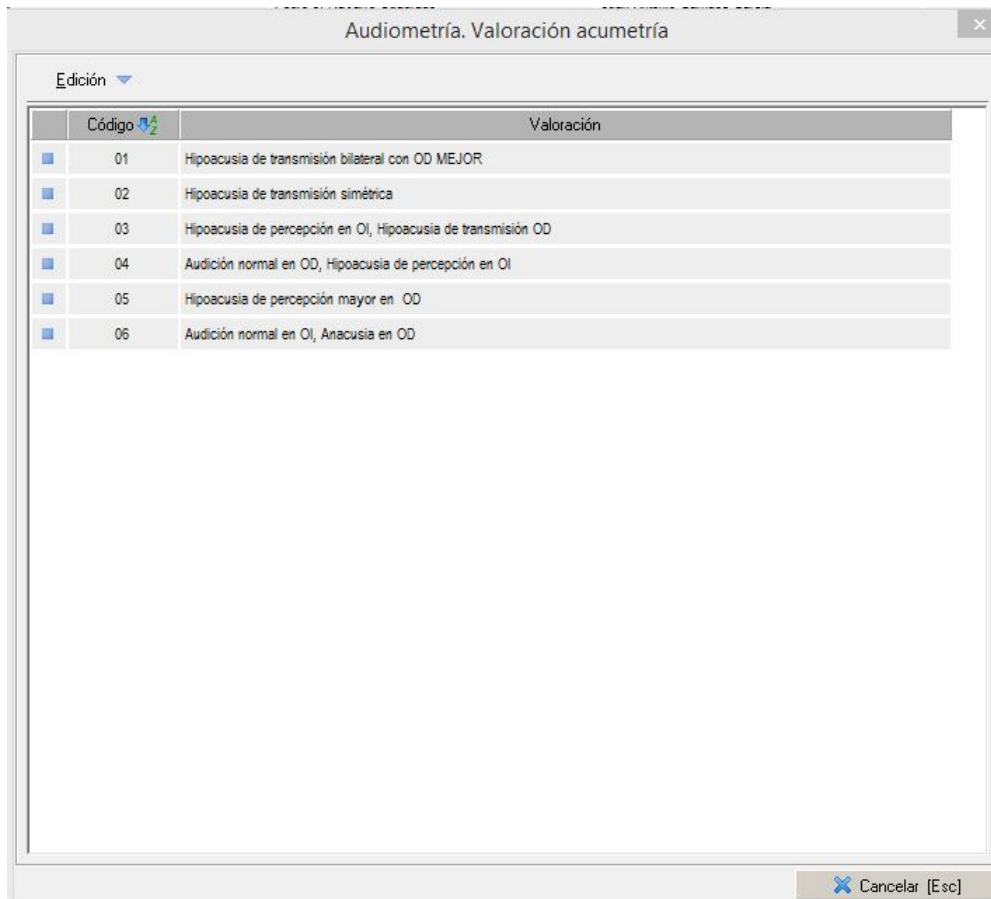 Audiometría. Valoración acumetría
Edición
Código Valoración
01 Hipoacusia de transmisión bilateral con OD MEJOR
02 Hipoacusia de transmisión simétrica
03 Hipoacusia de percepción en OI, Hipoacusia de transmisión OD
04 Audición normal en OD, Hipoacusia de percepción en OI
05 Hipoacusia de percepción mayor en OD
06 Audición normal en OI, Anacusia en OD
Cancelar [Esc]